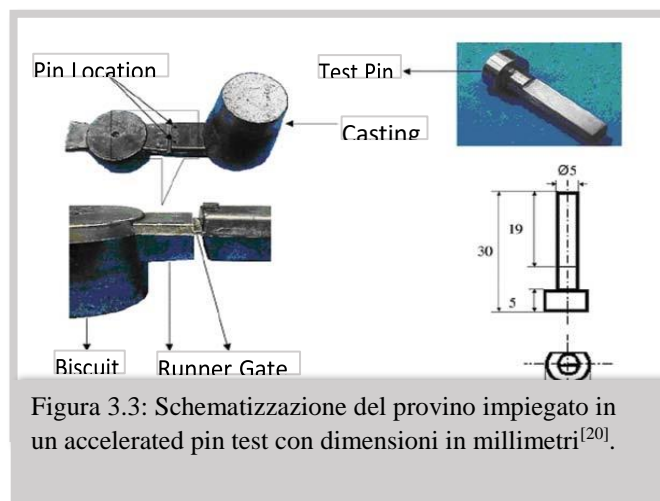 Pin Location
Test Pin
Casting
Ø5
19
30
5
Biscuit
Runner Gate
Figura 3.3: Schematizzazione del provino impiegato in
un accelerated pin test con dimensioni in millimetri[20].